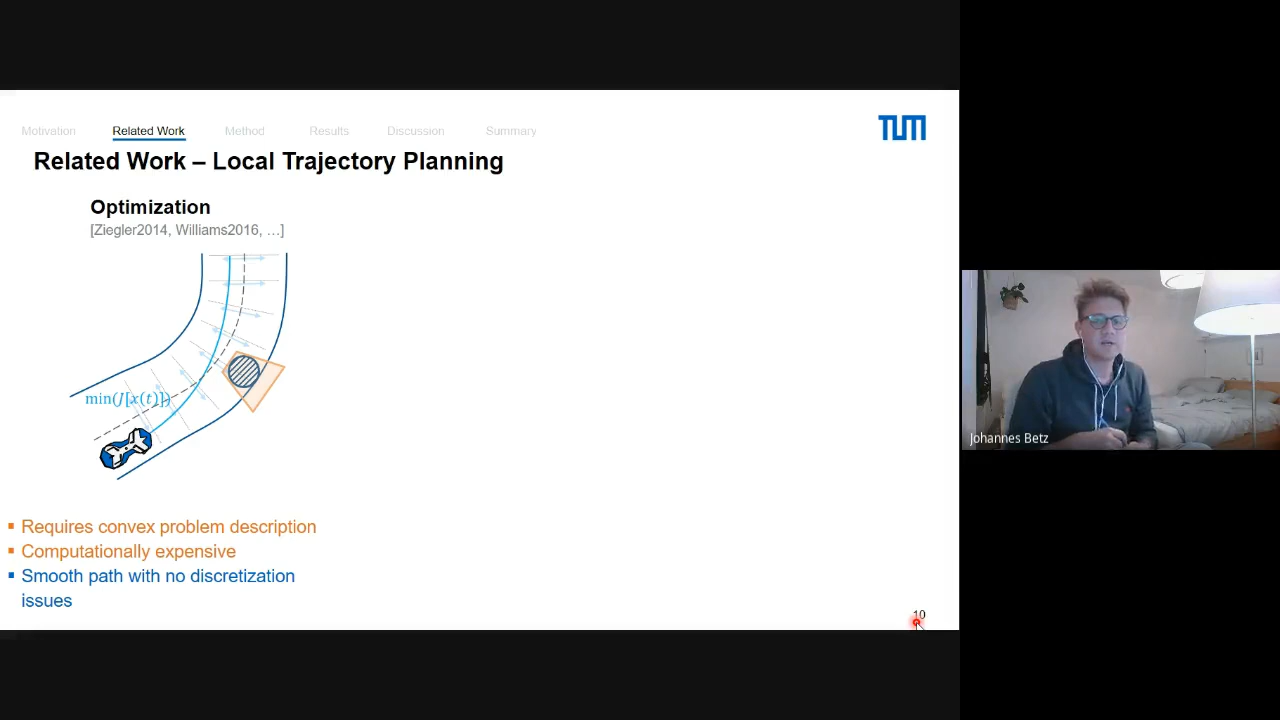 Motivation Related Work Method Results Discussion Summary
TUM
Related Work – Local Trajectory Planning
Optimization
[Ziegler2014, Williams2016, …]
min(J[x(t)])
▪ Requires convex problem description
▪ Computationally expensive
▪ Smooth path with no discretization
issues
10
Johannes Betz